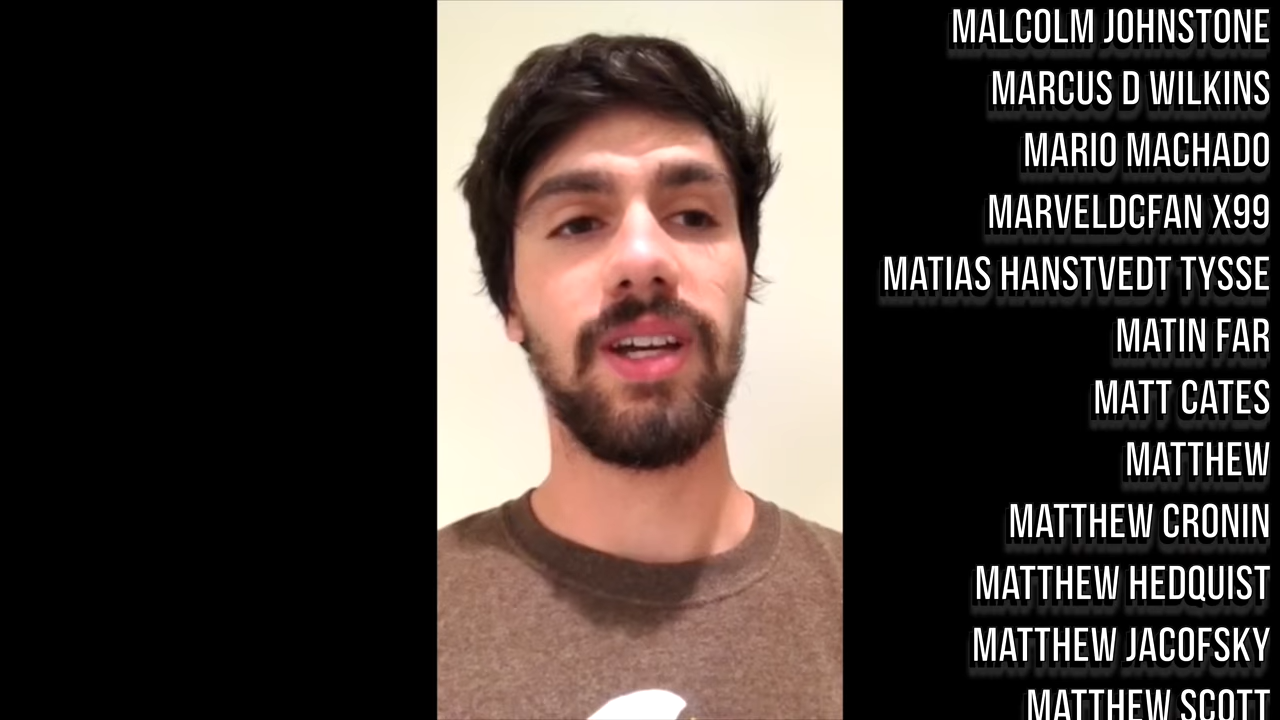 MALCOLM JOHNSTONE
MARCUS D WILKINS
MARIO MACHADO
MARVELDCFAN X99
MATIAS HANSTVEDT TYSSE
MATIN FAR
MATT CATES
MATTHEW
MATTHEW CRONIN
MATTHEW HEDQUIST
MATTHEW JACOFSKY
MATTHEW SCOTT